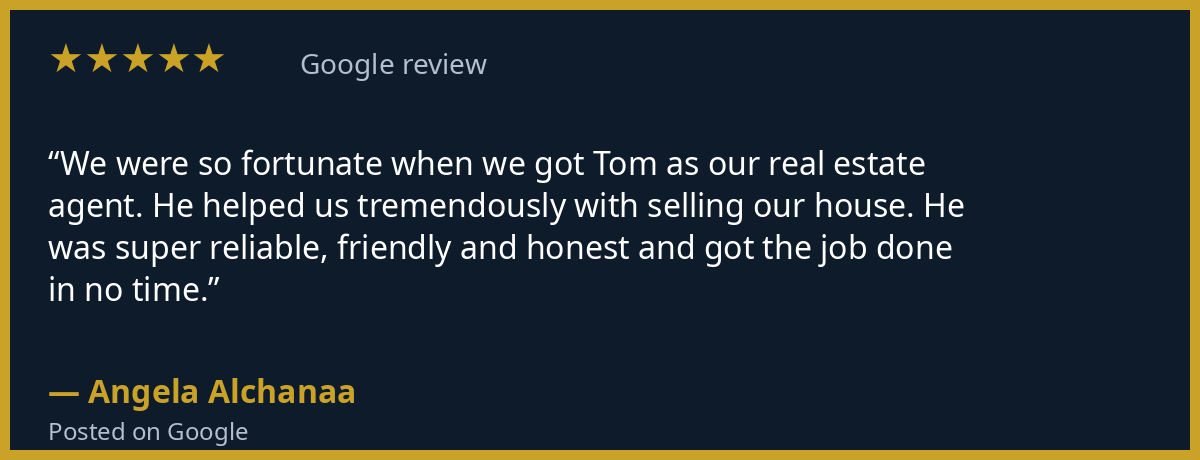 ★★★★★ Google review
“We were so fortunate when we got Tom as our real estate
agent. He helped us tremendously with selling our house. He
was super reliable, friendly and honest and got the job done
in no time.”
— Angela Alchanaa
Posted on Google